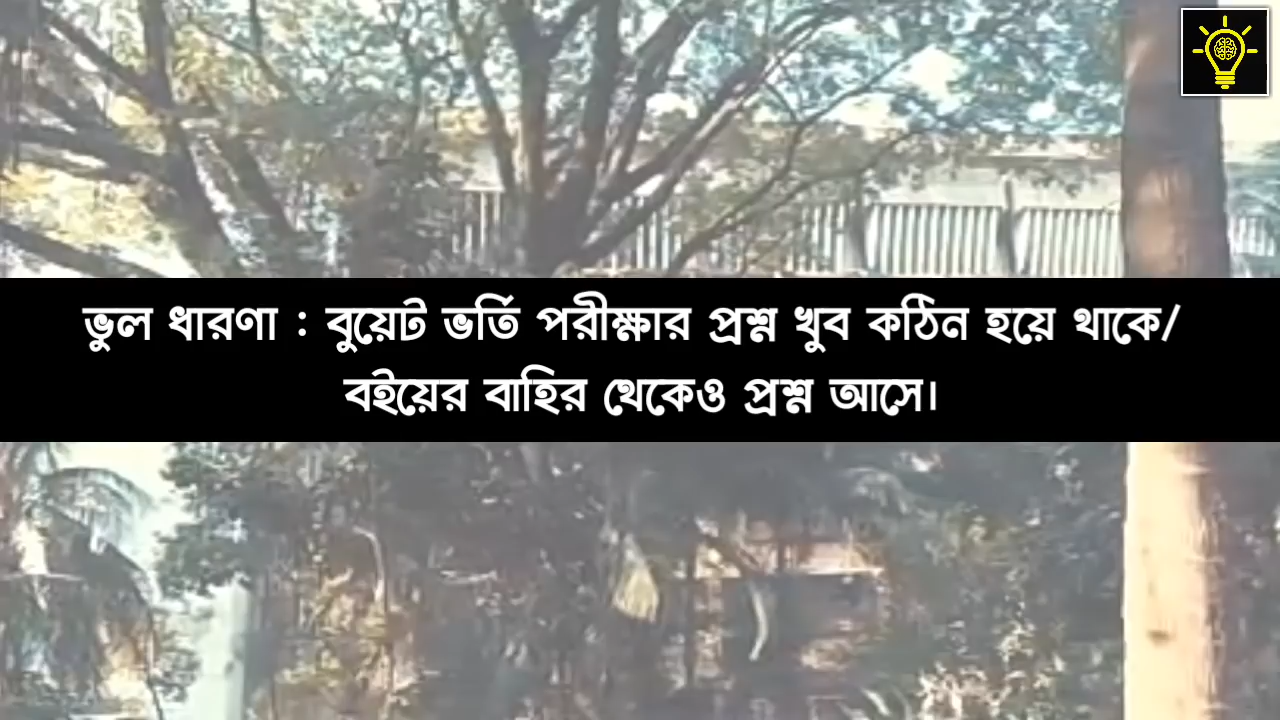 ভুল ধারণা : বুয়েট ভর্তি পরীক্ষার প্রশ্ন খুব কঠিন হয়ে থাকে/
বইয়ের বাহির থেকেও প্রশ্ন আসে।